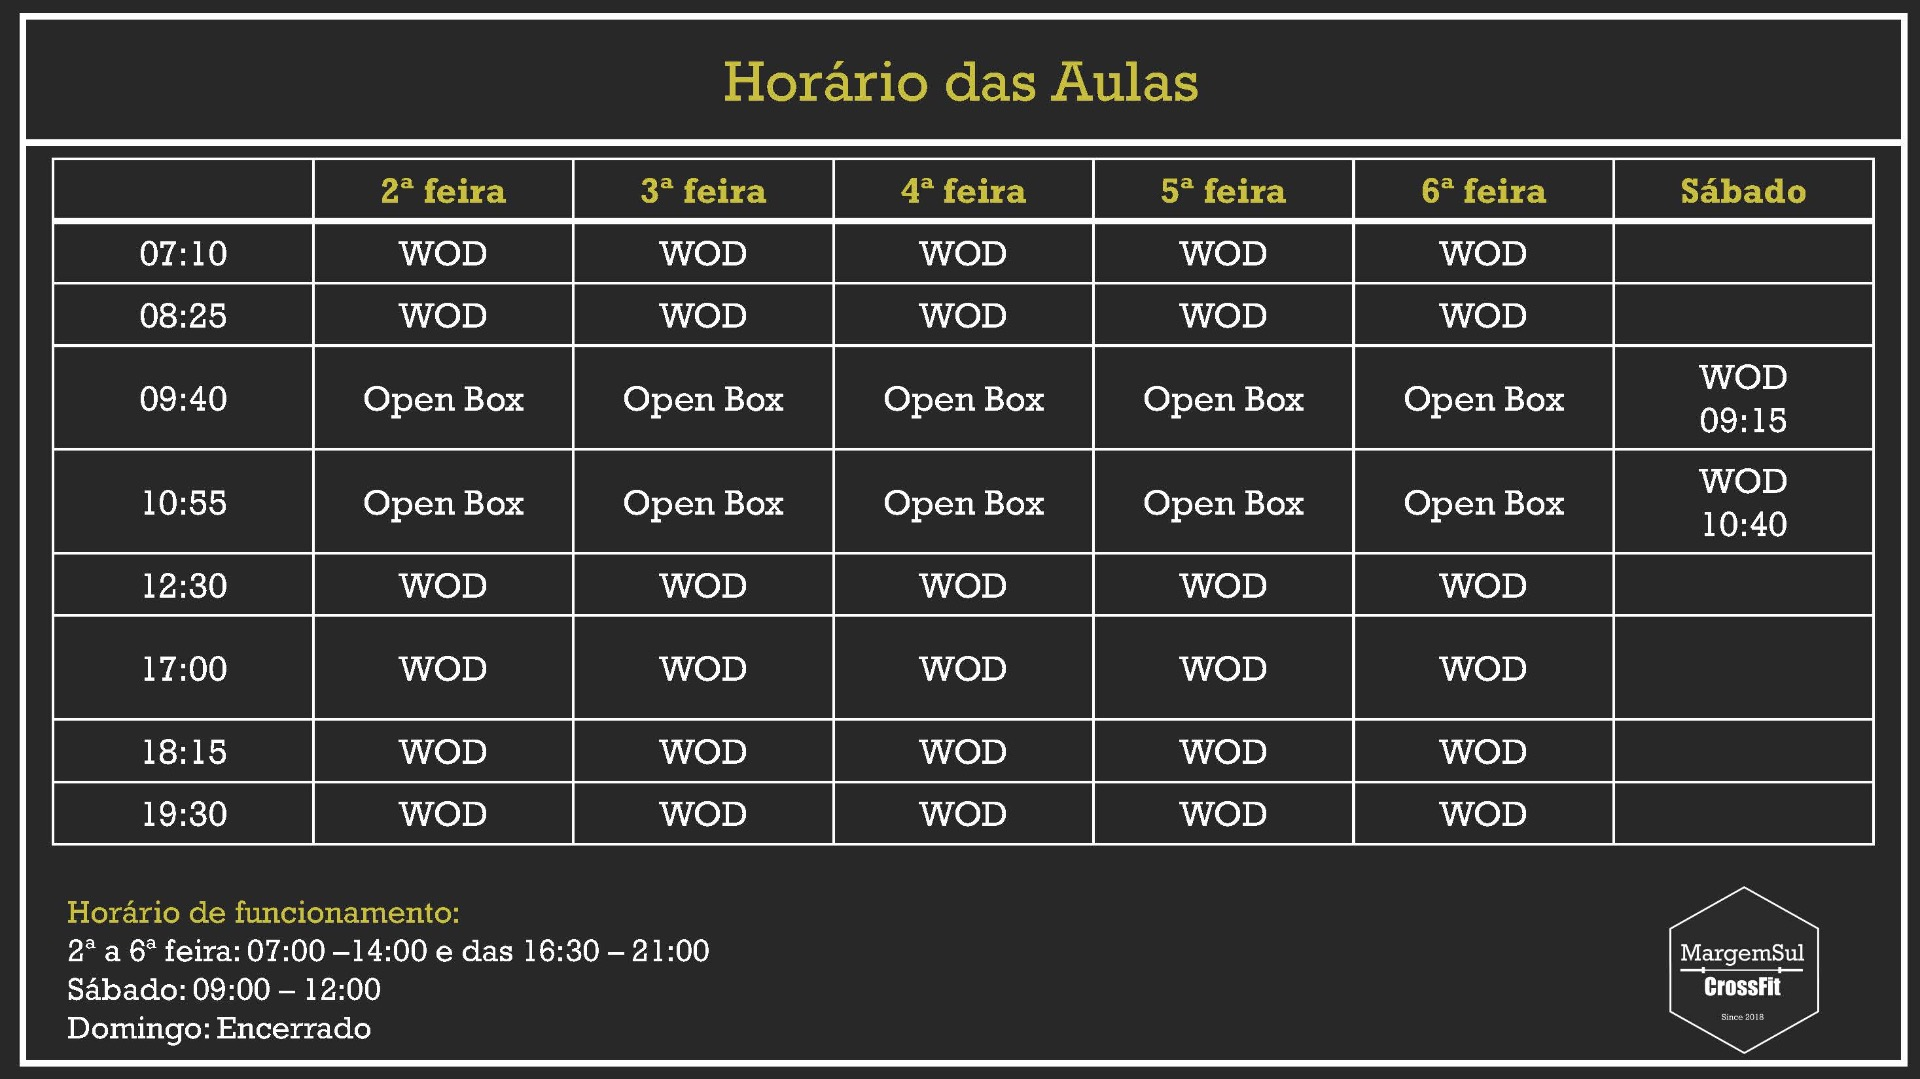 Horário das Aulas
2ª feira 3ª feira 4ª feira 5ª feira 6ª feira Sábado
07:10 WOD WOD WOD WOD WOD
08:25 WOD WOD WOD WOD WOD
09:40 Open Box Open Box Open Box Open Box Open Box WOD
09:15
10:55 Open Box Open Box Open Box Open Box Open Box WOD
10:40
12:30 WOD WOD WOD WOD WOD
17:00 WOD WOD WOD WOD WOD
18:15 WOD WOD WOD WOD WOD
19:30 WOD WOD WOD WOD WOD
Horário de funcionamento:
2ª a 6ª feira: 07:00 –14:00 e das 16:30 – 21:00
Sábado: 09:00 – 12:00
Domingo: Encerrado
MargemSul
CrossFit
Since 2018